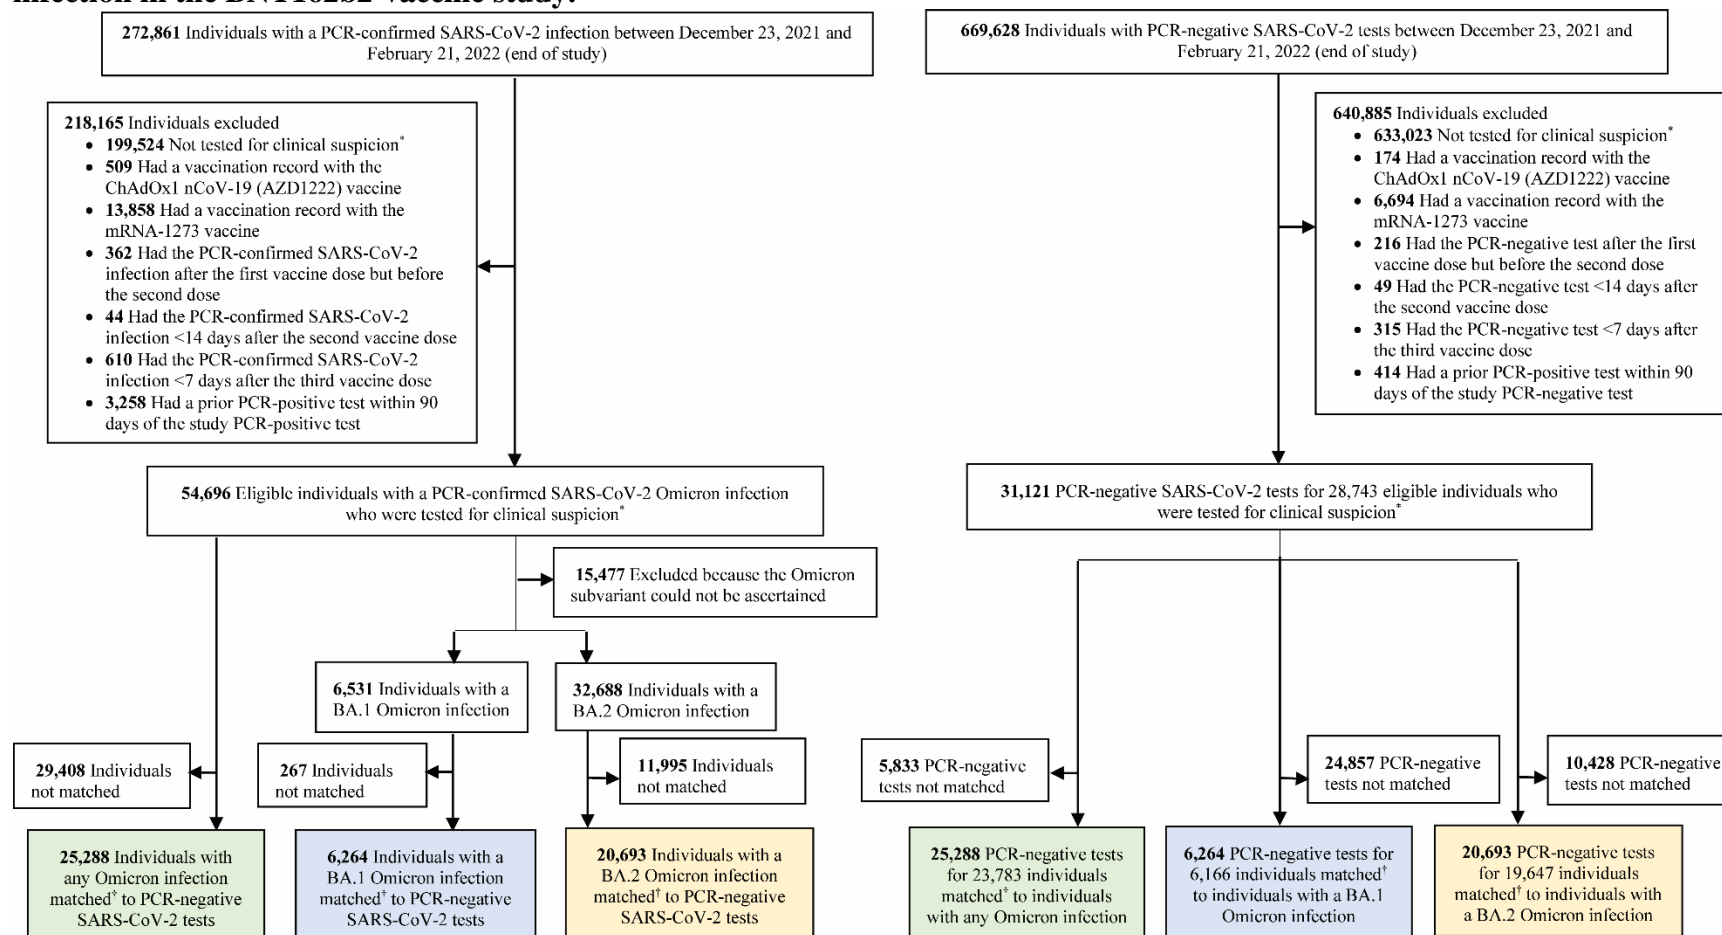 infection in the BNT162b2 vaccine study.
272,861 Individuals with a PCR-confirmed SARS-CoV-2 infection between December 23, 2021 and
February 21, 2022 (end of study)
669,628 Individuals with PCR-negative SARS-CoV-2 tests between December 23, 2021 and
February 21, 2022 (end of study)
218,165 Individuals excluded
• 199,524 Not tested for clinical suspicion*
• 509 Had a vaccination record with the
ChAdOx1 nCoV-19 (AZD1222) vaccine
• 13,858 Had a vaccination record with the
mRNA-1273 vaccine
• 362 Had the PCR-confirmed SARS-CoV-2
infection after the first vaccine dose but before
the second dose
• 44 Had the PCR-confirmed SARS-CoV-2
infection <14 days after the second vaccine dose
• 610 Had the PCR-confirmed SARS-CoV-2
infection <7 days after the third vaccine dose
• 3,258 Had a prior PCR-positive test within 90
days of the study PCR-positive test
640,885 Individuals excluded
• 633,023 Not tested for clinical suspicion*
• 174 Had a vaccination record with the
ChAdOx1 nCoV-19 (AZD1222) vaccine
• 6,694 Had a vaccination record with the
mRNA-1273 vaccine
• 216 Had the PCR-negative test after the first
vaccine dose but before the second dose
• 49 Had the PCR-negative test <14 days after
the second vaccine dose
• 315 Had the PCR-negative test <7 days after
the third vaccine dose
• 414 Had a prior PCR-positive test within 90
days of the study PCR-negative test
54,696 Eligible individuals with a PCR-confirmed SARS-CoV-2 Omicron infection
who were tested for clinical suspicion*
31,121 PCR-negative SARS-CoV-2 tests for 28,743 eligible individuals who
were tested for clinical suspicion*
15,477 Excluded because the Omicron
subvariant could not be ascertained
6,531 Individuals with a
BA.1 Omicron infection
32,688 Individuals with a
BA.2 Omicron infection
29,408 Individuals
not matched
267 Individuals
not matched
11,995 Individuals
not matched
5,833 PCR-negative
tests not matched
24,857 PCR-negative
tests not matched
10,428 PCR-negative
tests not matched
25,288 Individuals with
any Omicron infection
matched† to PCR-negative
SARS-CoV-2 tests
6,264 Individuals with a
BA.1 Omicron infection
matched† to PCR-negative
SARS-CoV-2 tests
20,693 Individuals with a
BA.2 Omicron infection
matched† to PCR-negative
SARS-CoV-2 tests
25,288 PCR-negative tests
for 23,783 individuals
matched† to individuals
with any Omicron infection
6,264 PCR-negative tests for
6,166 individuals matched†
to individuals with a BA.1
Omicron infection
20,693 PCR-negative tests
for 19,647 individuals
matched† to individuals with
a BA.2 Omicron infection